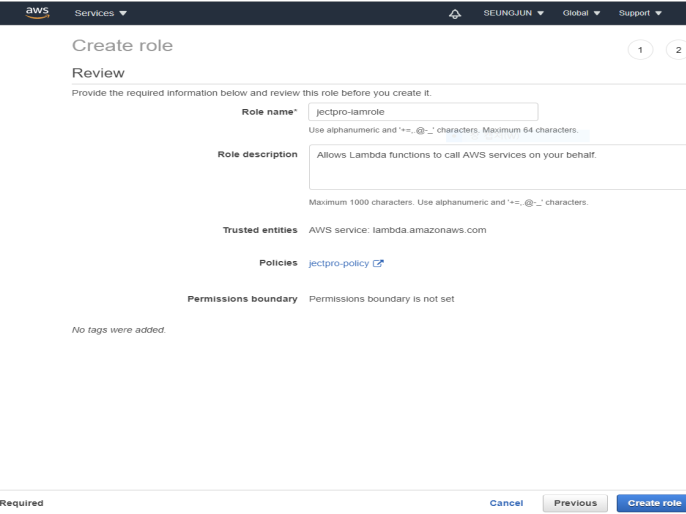 aws Services SEUNGJUN Global Support
Create role 1 2
Review
Provide the required information below and review this role before you create it.
Role name* jectpro-iamrole
Use alphanumeric and '+=,.@-_' characters. Maximum 64 characters.
Role description Allows Lambda functions to call AWS services on your behalf.
Maximum 1000 characters. Use alphanumeric and '+=,.@-_' characters.
Trusted entities AWS service: lambda.amazonaws.com
Policies jectpro-policy
Permissions boundary Permissions boundary is not set
No tags were added.
Required Cancel Previous Create role